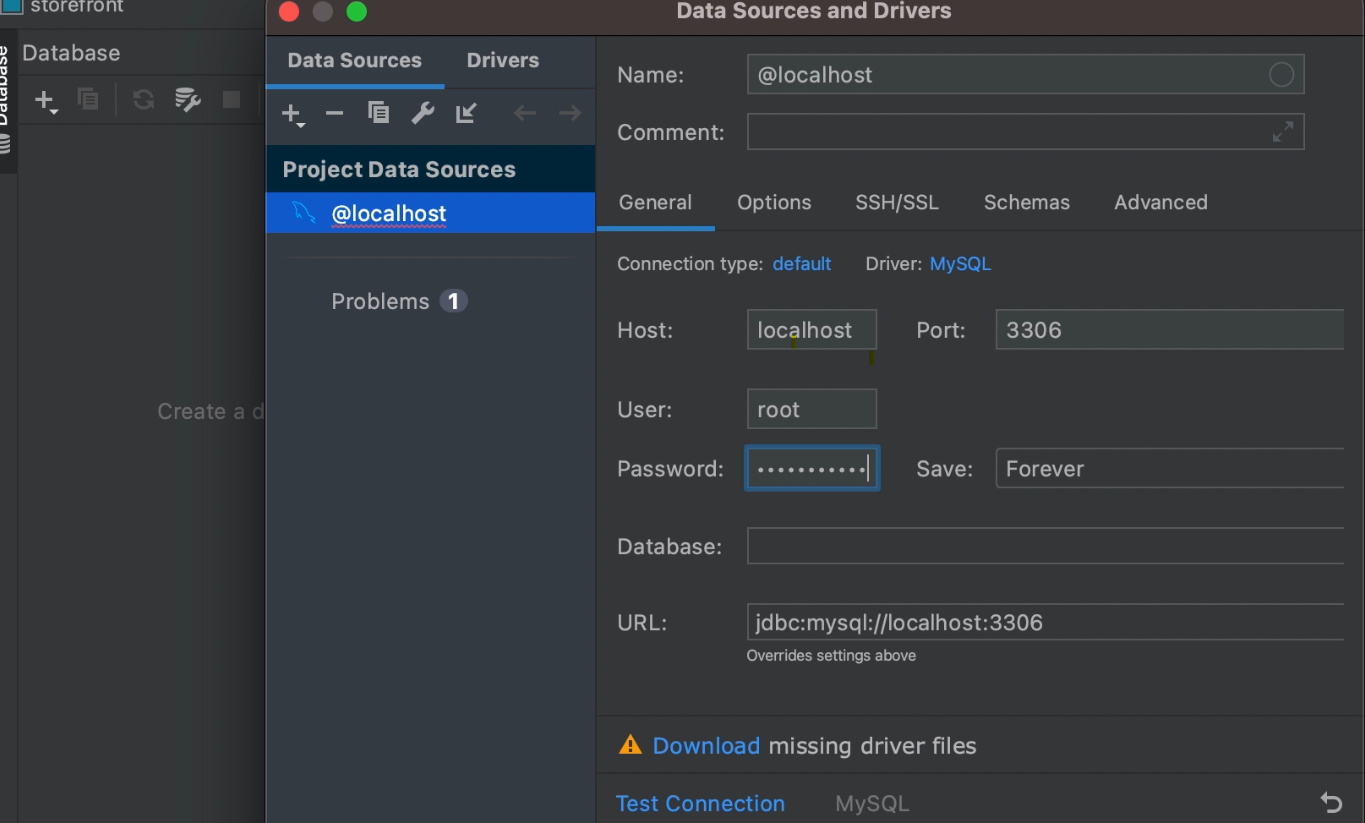 storefront
Data Sources and Drivers
Database
Database
Data Sources
Drivers
Name:
@localhost
Comment:
Project Data Sources
@localhost
Problems 1
General
Options
SSH/SSL
Schemas
Advanced
Connection type: default
Driver: MySQL
Host:
localhost
Port:
3306
Create a d
User:
root
Password:
•••••••••••
Save:
Forever
Database:
URL:
jdbc:mysql://localhost:3306
Overrides settings above
Download missing driver files
Test Connection
MySQL